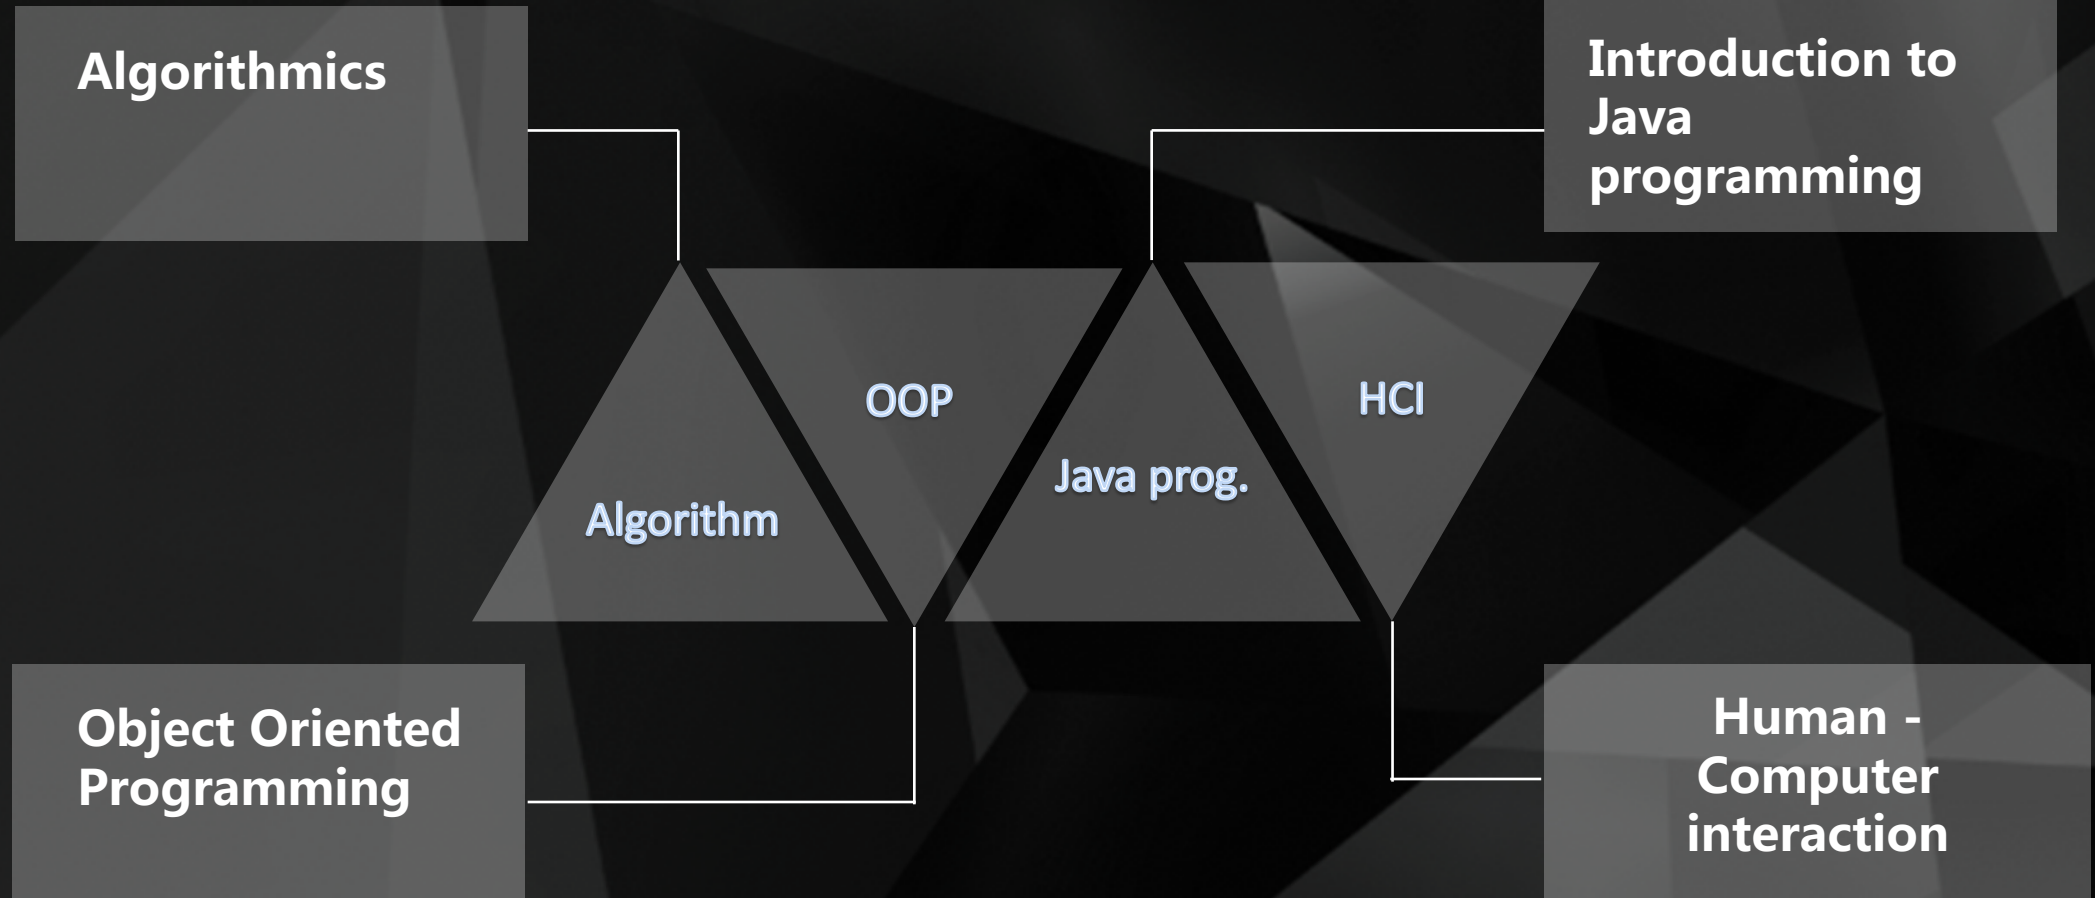 Algorithmics
Introduction to
Java
programming
OOP
HCI
Java prog.
Algorithm
Object Oriented
Programming
Human -
Computer
interaction